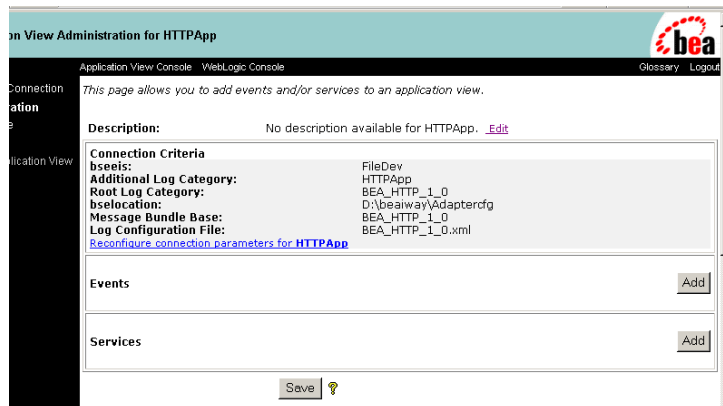 on View Administration for HTTPApp
bea
Application View Console WebLogic Console Glossary Logout
Connection
ration
e
plication View
This page allows you to add events and/or services to an application view.
Description: No description available for HTTPApp. Edit
Connection Criteria
bseeis: FileDev
Additional Log Category: HTTPApp
Root Log Category: BEA_HTTP_1_0
bselocation: D:\beaiway\Adaptercfg
Message Bundle Base: BEA_HTTP_1_0
Log Configuration File: BEA_HTTP_1_0.xml
Reconfigure connection parameters for HTTPApp
Events Add
Services Add
Save ?